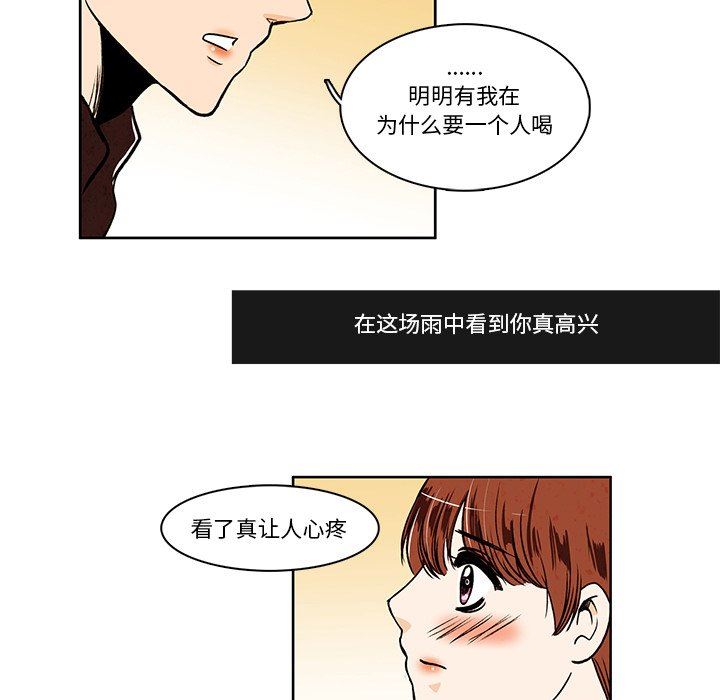 ……
明明有我在
为什么要一个人喝
在这场雨中看到你真高兴
看了真让人心疼